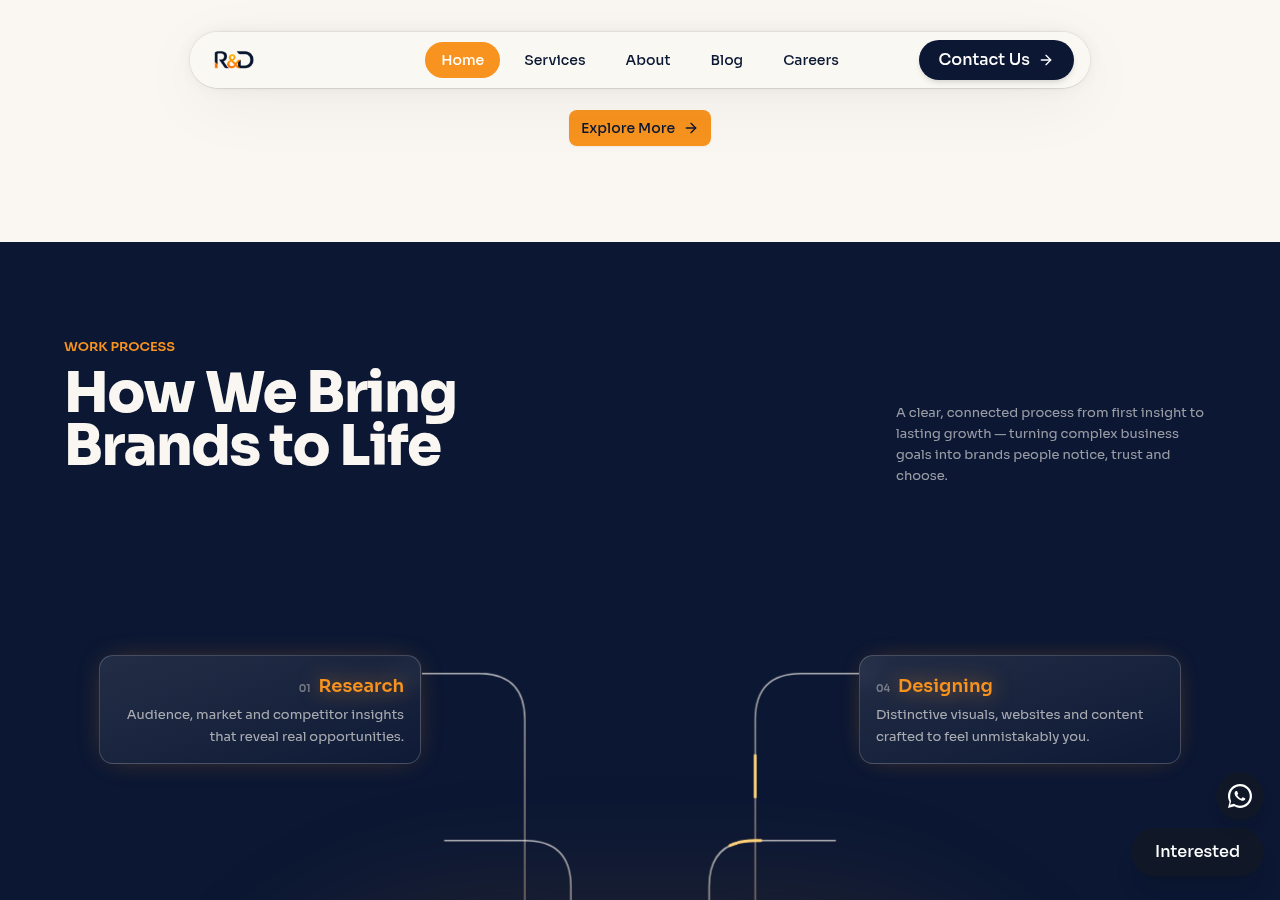 R&D
Home
Services
About
Blog
Careers
Contact Us
Explore More
WORK PROCESS
How We Bring
Brands to Life
A clear, connected process from first insight to
lasting growth — turning complex business
goals into brands people notice, trust and
choose.
01 Research
Audience, market and competitor insights
that reveal real opportunities.
04 Designing
Distinctive visuals, websites and content
crafted to feel unmistakably you.
Interested